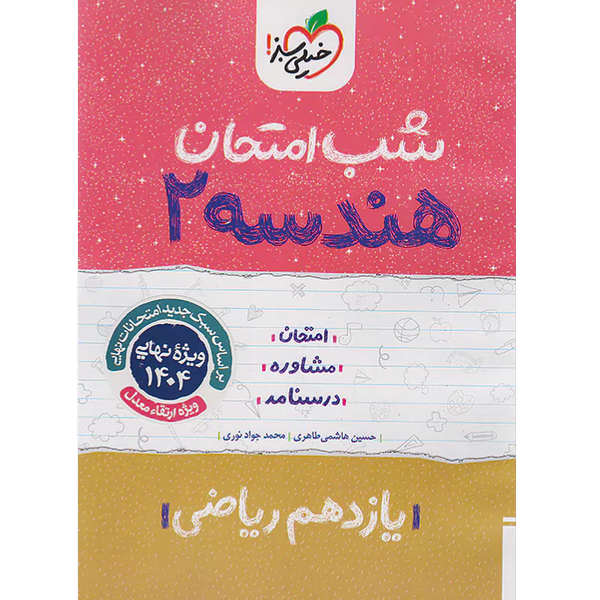 خیلی سبز!
شب امتحان
هندسه ۲
امتحان
مشاوره
درسنامه
حسین هاشمی‌طاهری | محمد جواد نوری
بر اساس سبک جدید امتحانات نهایی
ویژهٔ نهایی
۱۴۰۴
ویژه ارتقاء معدل
یازدهم ریاضی